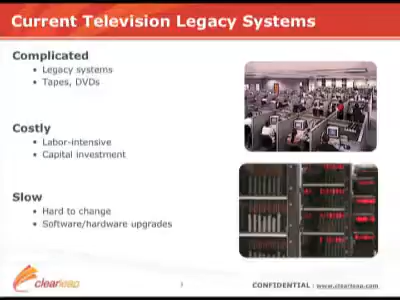 Current Television Legacy Systems
Complicated
• Legacy systems
• Tapes, DVDs
Costly
• Labor-intensive
• Capital investment
Slow
• Hard to change
• Software/hardware upgrades
clearleap
3
CONFIDENTIAL | www.clearleap.com